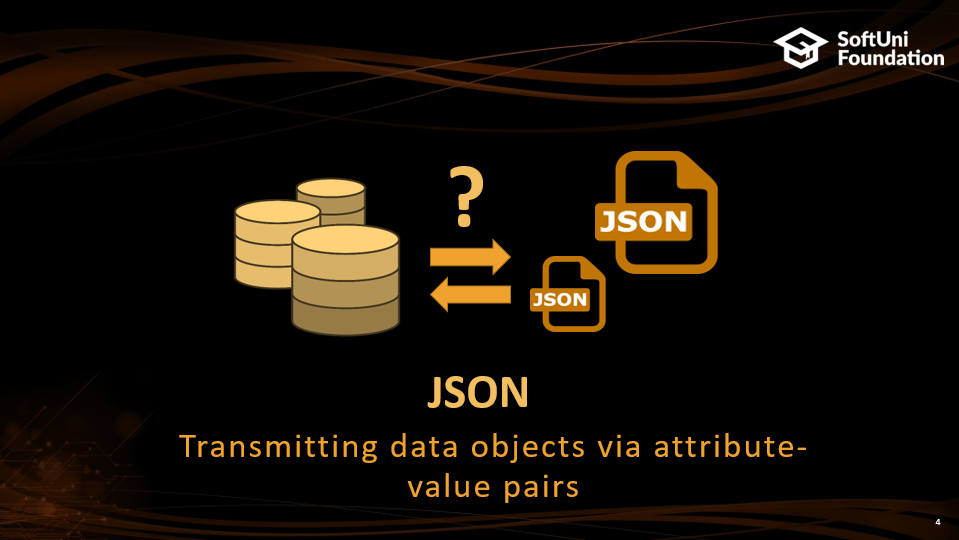 SoftUni
Foundation
?
JSON
JSON
JSON
Transmitting data objects via attribute-
value pairs
4